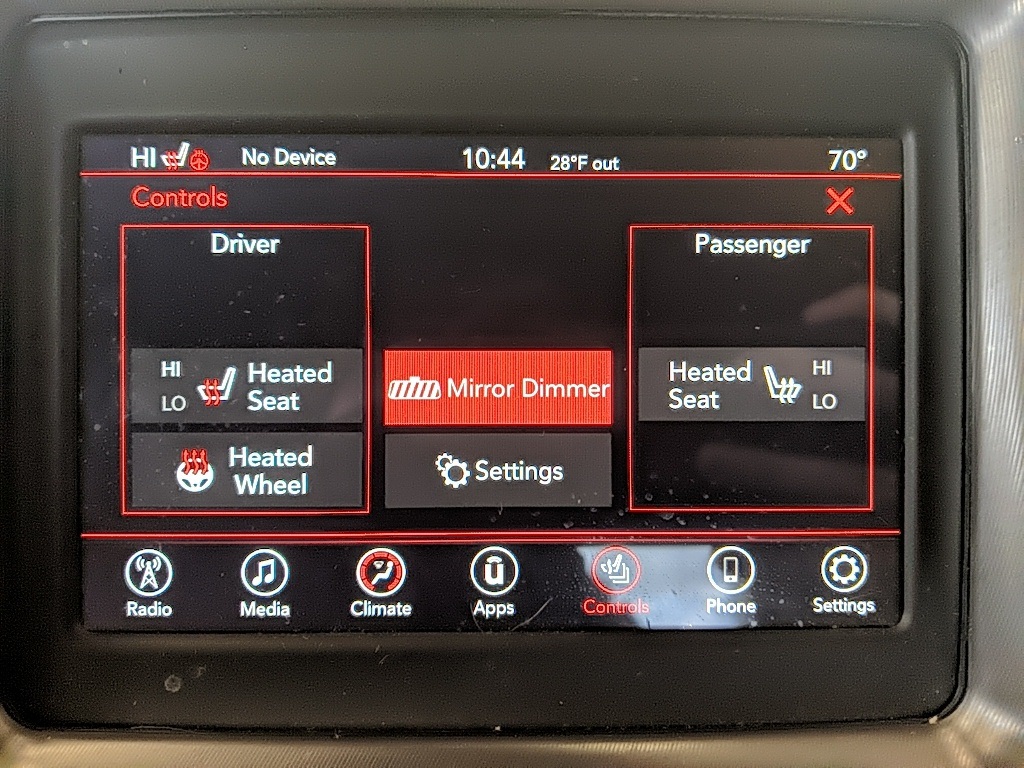 HI No Device 10:44 28°F out 70°
Controls
Driver
Passenger
HI
LO
Heated
Seat
Mirror Dimmer
Heated
Seat
HI
LO
Heated
Wheel
Settings
Radio Media Climate Apps Controls Phone Settings